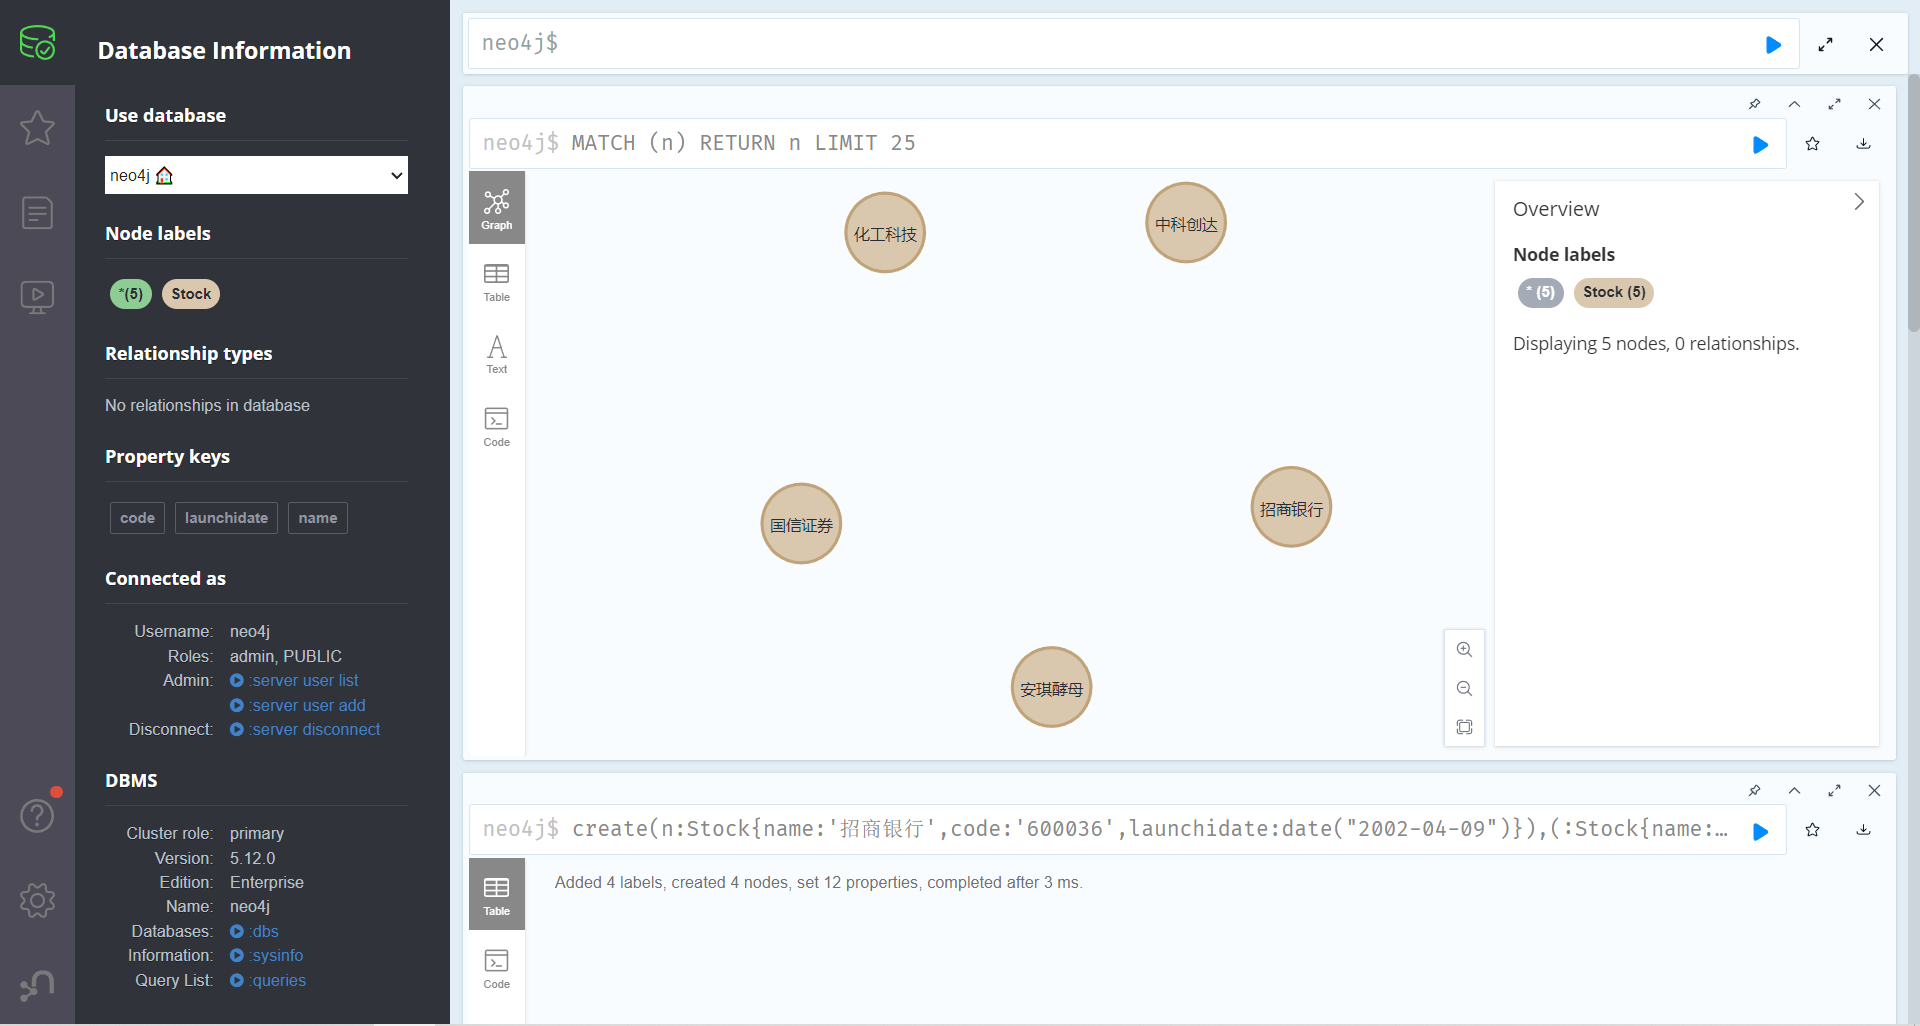 Database Information
Use database
neo4j
Node labels
*(5)
Stock
Relationship types
No relationships in database
Property keys
code
launchidate
name
Connected as
Username: neo4j
Roles: admin, PUBLIC
Admin: :server user list
:server user add
Disconnect: :server disconnect
DBMS
Cluster role: primary
Version: 5.12.0
Edition: Enterprise
Name: neo4j
Databases: :dbs
Information: :sysinfo
Query List: :queries
neo4j$
neo4j$ MATCH (n) RETURN n LIMIT 25
Graph
Table
Text
Code
化工科技
中科创达
国信证券
招商银行
安琪酵母
Overview
Node labels
* (5)
Stock (5)
Displaying 5 nodes, 0 relationships.
neo4j$ create(n:Stock{name:'招商银行',code:'600036',launchidate:date("2002-04-09")}),(:Stock{name:…
Table
Code
Added 4 labels, created 4 nodes, set 12 properties, completed after 3 ms.